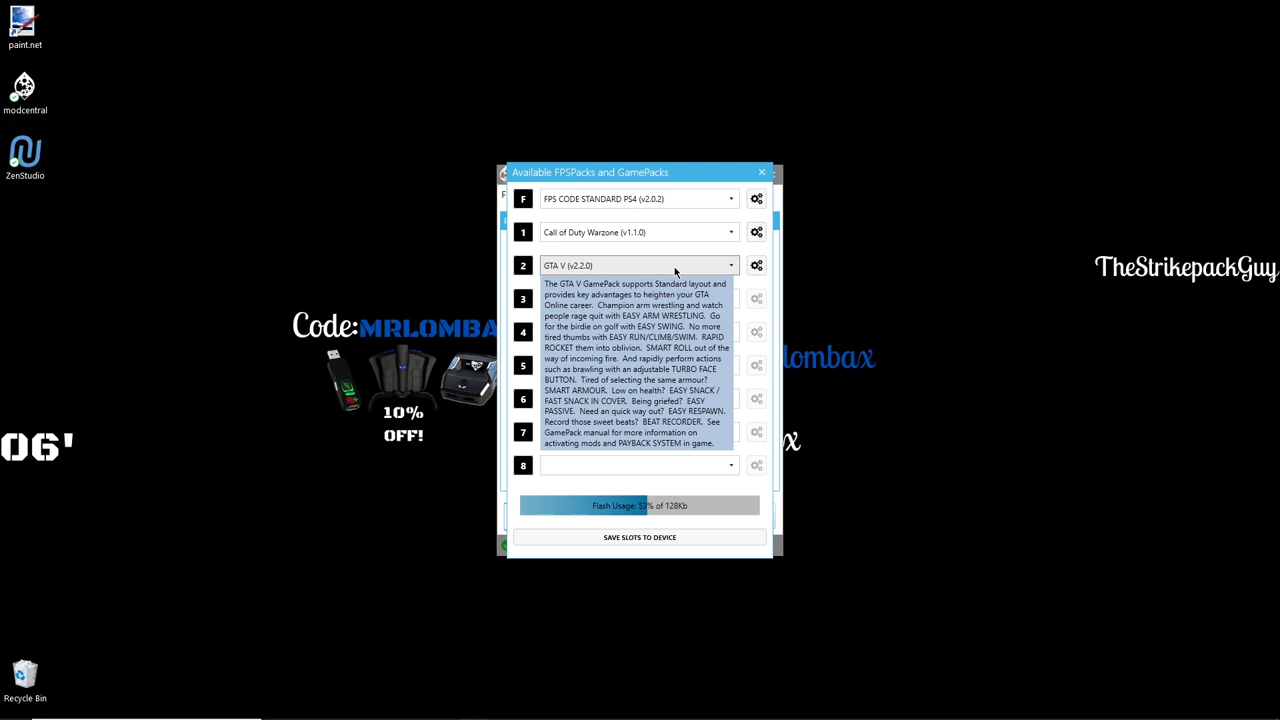 paint.net
modcentral
ZenStudio
Recycle Bin
Available FPSPacks and GamePacks
F
FPS CODE STANDARD PS4 (v2.0.2)
1
Call of Duty Warzone (v1.1.0)
2
GTA V (v2.2.0)
The GTA V GamePack supports Standard layout and
provides key advantages to heighten your GTA
Online career.  Champion arm wrestling and watch
people rage quit with EASY ARM WRESTLING.  Go
for the birdie on golf with EASY SWING.  No more
tired thumbs with EASY RUN/CLIMB/SWIM.  RAPID
ROCKET them into oblivion.  SMART ROLL out of the
way of incoming fire.  And rapidly perform actions
such as brawling with an adjustable TURBO FACE
BUTTON.  Tired of selecting the same armour?
SMART ARMOUR.  Low on health?  EASY SNACK /
FAST SNACK IN COVER.  Being griefed?  EASY
PASSIVE.  Need an quick way out?  EASY RESPAWN.
Record those sweet beats?  BEAT RECORDER.  See
GamePack manual for more information on
activating mods and PAYBACK SYSTEM in game.
3
4
5
6
7
8
Flash Usage: 53% of 128Kb
SAVE SLOTS TO DEVICE
Code:MRLOMBA
10%
OFF!
06'
TheStrikepackGuy
lombax
x